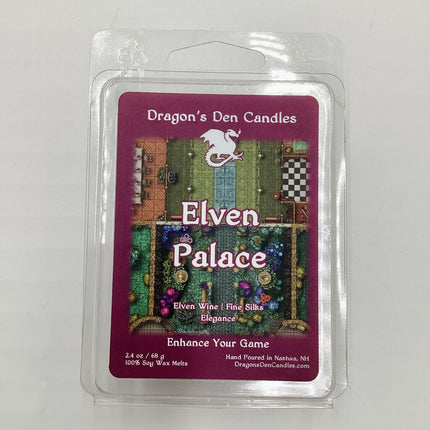 Dragon's Den Candles
Elven
Palace
Elven Wine | Fine Silks
Elegance
Enhance Your Game
2.4 oz / 68 g
100% Soy Wax Melts
Hand Poured in Nashua, NH
DragonsDenCandles.com